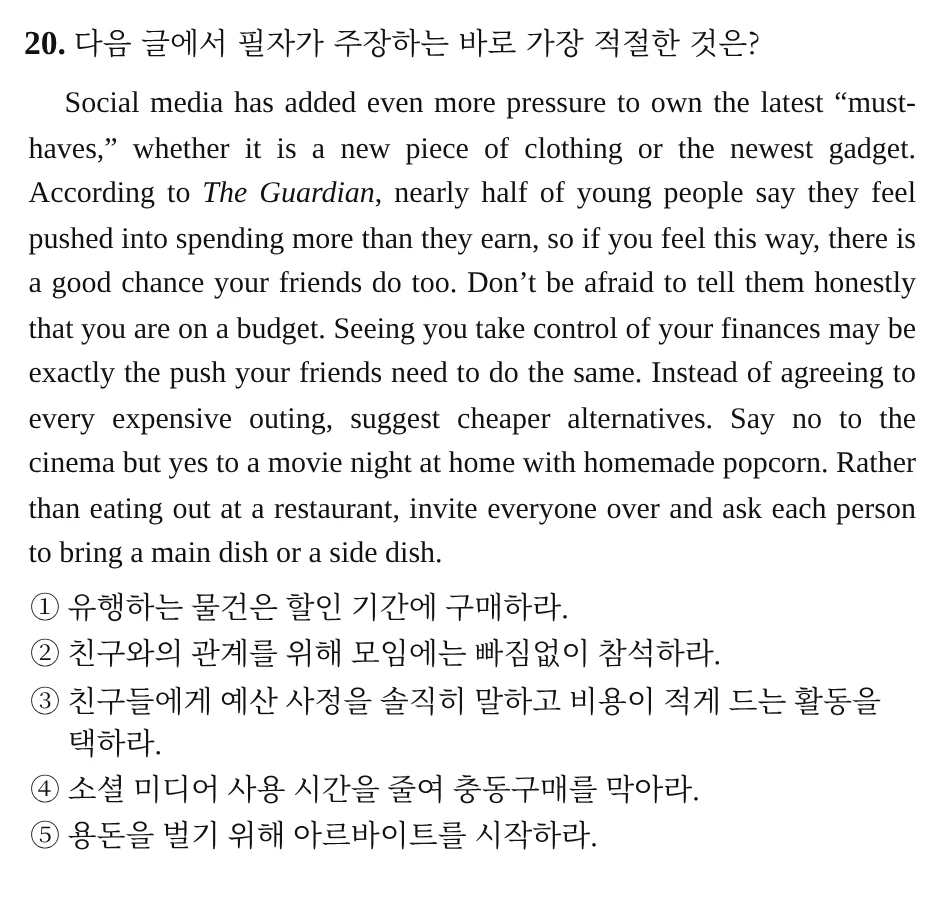 20. 다음 글에서 필자가 주장하는 바로 가장 적절한 것은?
Social media has added even more pressure to own the latest “must-
haves,” whether it is a new piece of clothing or the newest gadget.
According to The Guardian, nearly half of young people say they feel
pushed into spending more than they earn, so if you feel this way, there is
a good chance your friends do too. Don’t be afraid to tell them honestly
that you are on a budget. Seeing you take control of your finances may be
exactly the push your friends need to do the same. Instead of agreeing to
every expensive outing, suggest cheaper alternatives. Say no to the
cinema but yes to a movie night at home with homemade popcorn. Rather
than eating out at a restaurant, invite everyone over and ask each person
to bring a main dish or a side dish.
① 유행하는 물건은 할인 기간에 구매하라.
② 친구와의 관계를 위해 모임에는 빠짐없이 참석하라.
③ 친구들에게 예산 사정을 솔직히 말하고 비용이 적게 드는 활동을
택하라.
④ 소셜 미디어 사용 시간을 줄여 충동구매를 막아라.
⑤ 용돈을 벌기 위해 아르바이트를 시작하라.